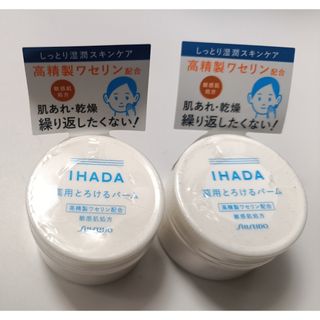 しっとり湿潤スキンケア
高精製ワセリン配合
敏感肌
処方
肌あれ・乾燥
繰り返したくない!
IHADA
薬用とろけるバーム
高精製ワセリン配合
敏感肌処方
SHISEIDO
しっとり湿潤スキンケア
高精製ワセリン配合
敏感肌
処方
肌あれ・乾燥
繰り返したくない!
IHADA
薬用とろけるバーム
高精製ワセリン配合
敏感肌処方
SHISEIDO